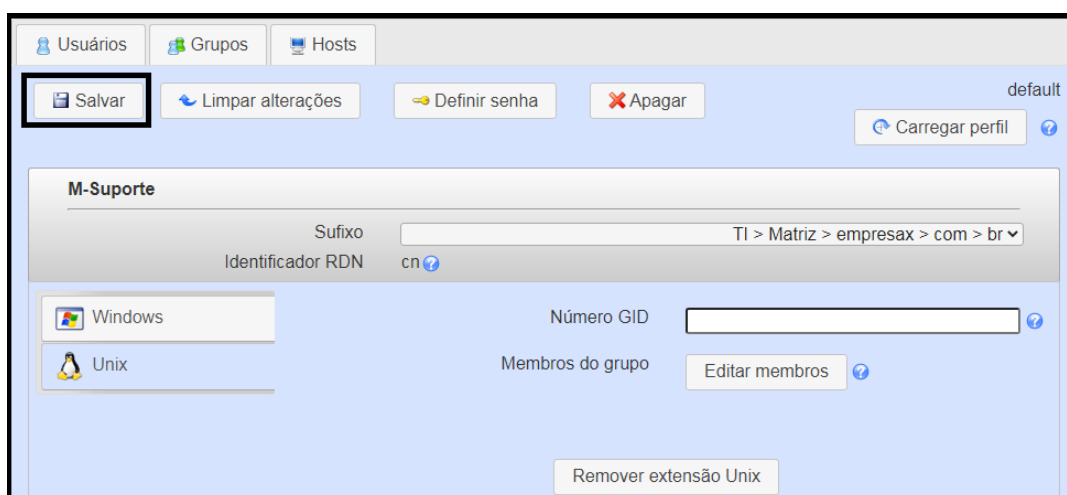 Usuários
Grupos
Hosts
Salvar
Limpar alterações
Definir senha
Apagar
default
Carregar perfil
M-Suporte
Sufixo
TI > Matriz > empresax > com > br
Identificador RDN
cn
Windows
Número GID
Unix
Membros do grupo
Editar membros
Remover extensão Unix